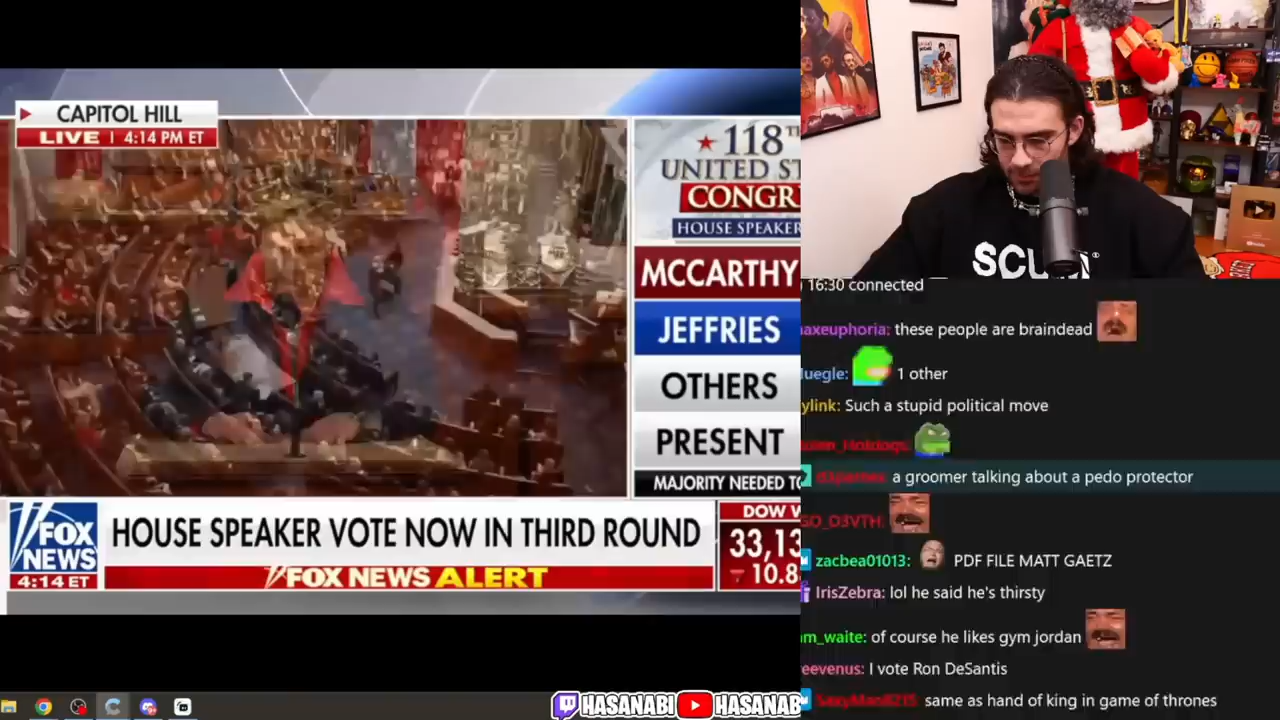 CAPITOL HILL
LIVE | 4:14 PM ET
118TH
UNITED ST
CONGR
HOUSE SPEAKER
MCCARTHY
JEFFRIES
OTHERS
PRESENT
MAJORITY NEEDED TO
FOX
NEWS
4:14 ET
HOUSE SPEAKER VOTE NOW IN THIRD ROUND
FOX NEWS ALERT
DOW
33,13
10.8
HASANABI
HASANAB
16:30 connected
axeuphoria: these people are braindead
uegle: 1 other
ylink: Such a stupid political move
a groomer talking about a pedo protector
GO_O3VTH:
zacbea01013: PDF FILE MATT GAETZ
IrisZebra: lol he said he's thirsty
am_waite: of course he likes gym jordan
eevenus: I vote Ron DeSantis
same as hand of king in game of thrones